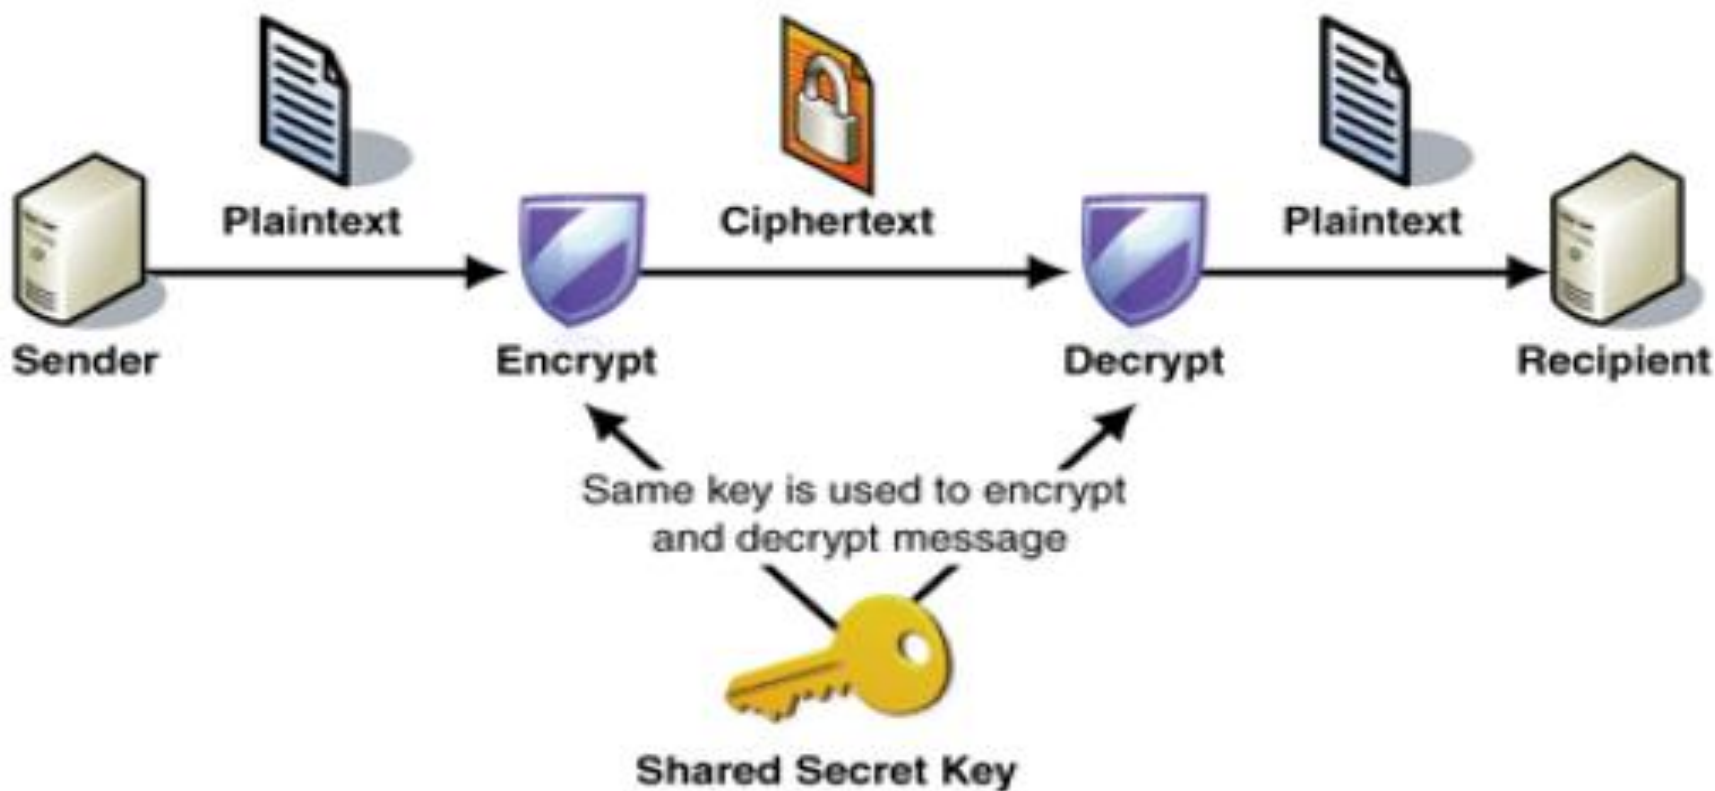 Plaintext
Ciphertext
Plaintext
Sender
Encrypt
Decrypt
Recipient
Same key is used to encrypt
and decrypt message
Shared Secret Key